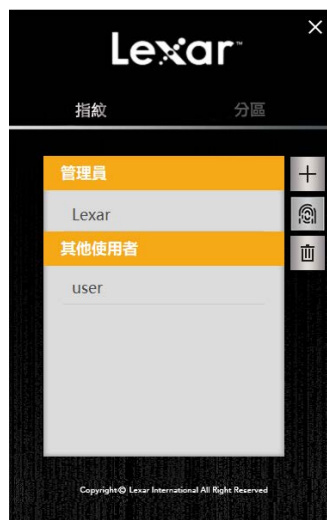 Lexar™
指紋 分區
管理員
Lexar
其他使用者
user
Copyright© Lexar International All Right Reserved